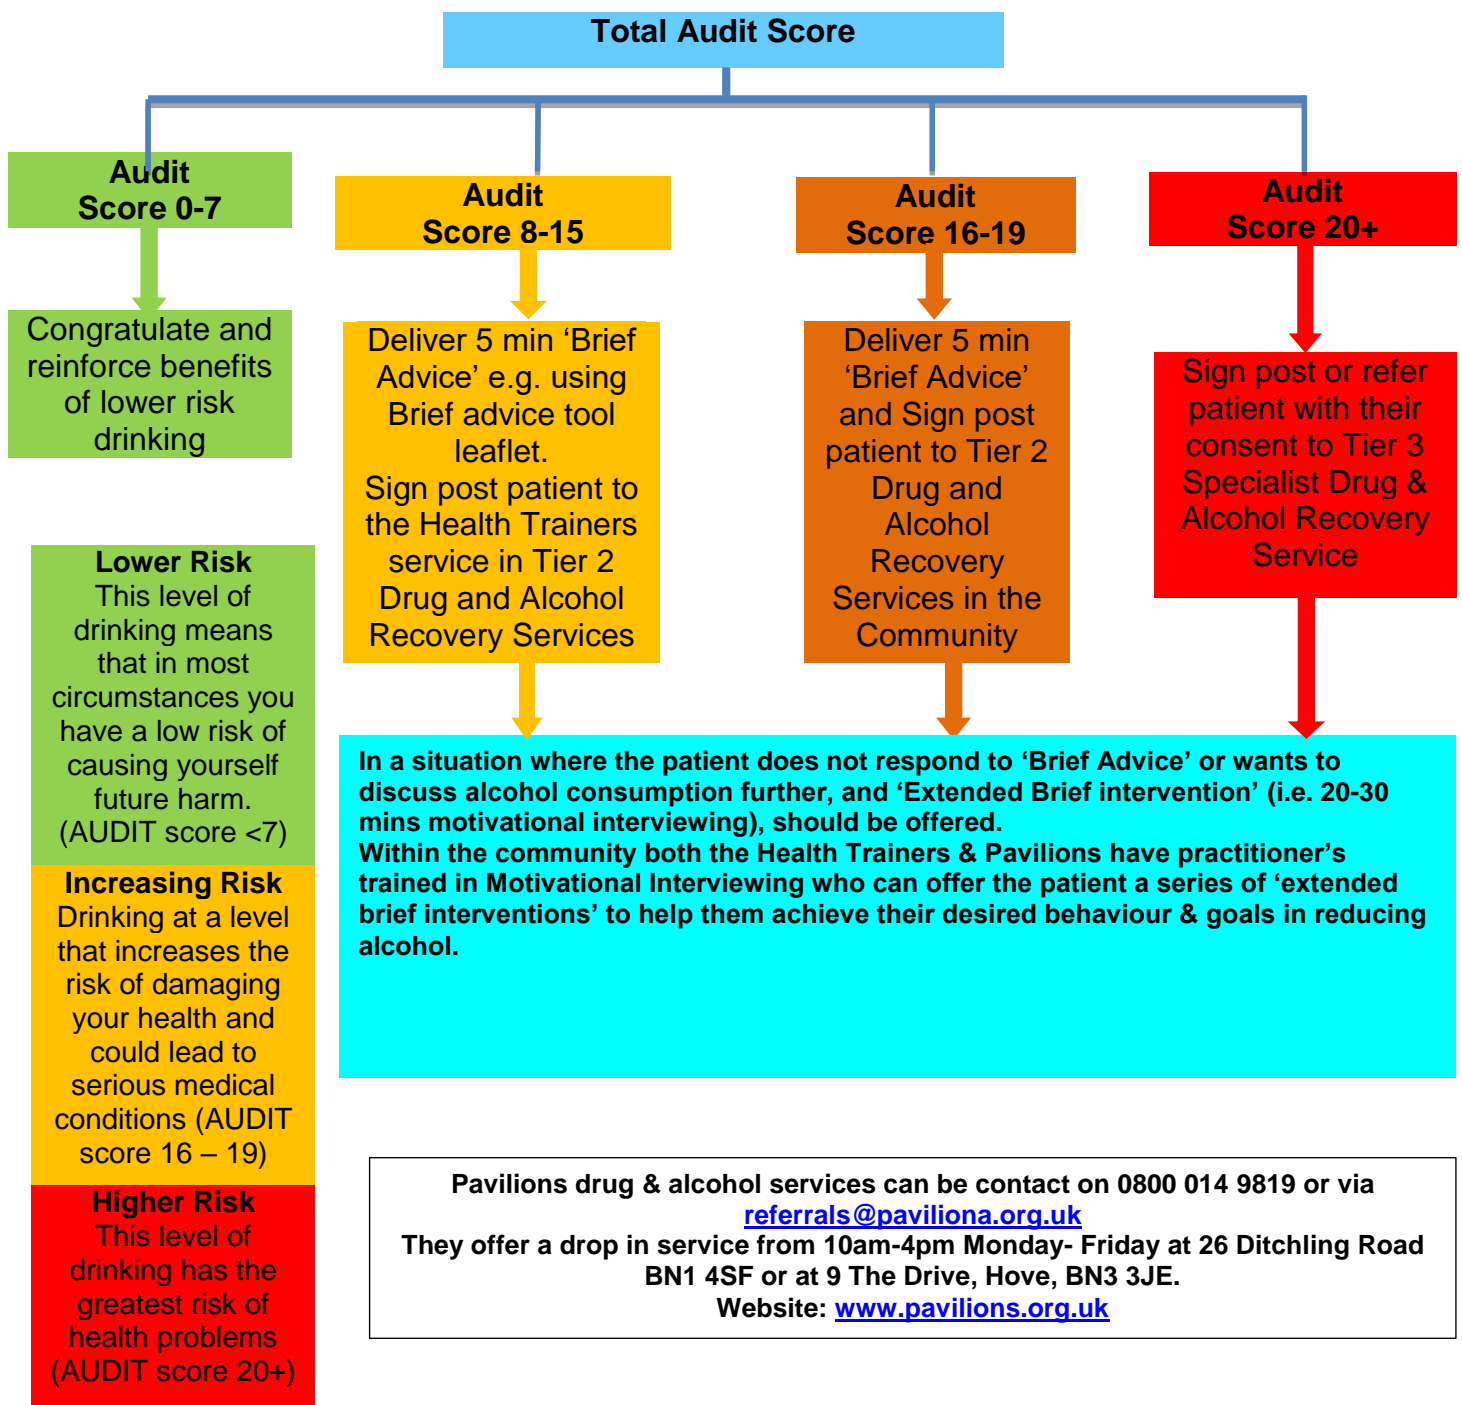 Total Audit Score
Audit
Score 0-7
Congratulate and
reinforce benefits
of lower risk
drinking
Audit
Score 8-15
Deliver 5 min ‘Brief
Advice’ e.g. using
Brief advice tool
leaflet.
Sign post patient to
the Health Trainers
service in Tier 2
Drug and Alcohol
Recovery Services
Audit
Score 16-19
Deliver 5 min
‘Brief Advice’
and Sign post
patient to Tier 2
Drug and
Alcohol
Recovery
Services in the
Community
Audit
Score 20+
Sign post or refer
patient with their
consent to Tier 3
Specialist Drug &
Alcohol Recovery
Service
Lower Risk
This level of
drinking means
that in most
circumstances you
have a low risk of
causing yourself
future harm.
(AUDIT score <7)
Increasing Risk
Drinking at a level
that increases the
risk of damaging
your health and
could lead to
serious medical
conditions (AUDIT
score 16 – 19)
Higher Risk
This level of
drinking has the
greatest risk of
health problems
(AUDIT score 20+)
In a situation where the patient does not respond to ‘Brief Advice’ or wants to
discuss alcohol consumption further, and ‘Extended Brief intervention’ (i.e. 20-30
mins motivational interviewing), should be offered.
Within the community both the Health Trainers & Pavilions have practitioner’s
trained in Motivational Interviewing who can offer the patient a series of ‘extended
brief interventions’ to help them achieve their desired behaviour & goals in reducing
alcohol.
Pavilions drug & alcohol services can be contact on 0800 014 9819 or via
referrals@paviliona.org.uk
They offer a drop in service from 10am-4pm Monday- Friday at 26 Ditchling Road
BN1 4SF or at 9 The Drive, Hove, BN3 3JE.
Website: www.pavilions.org.uk